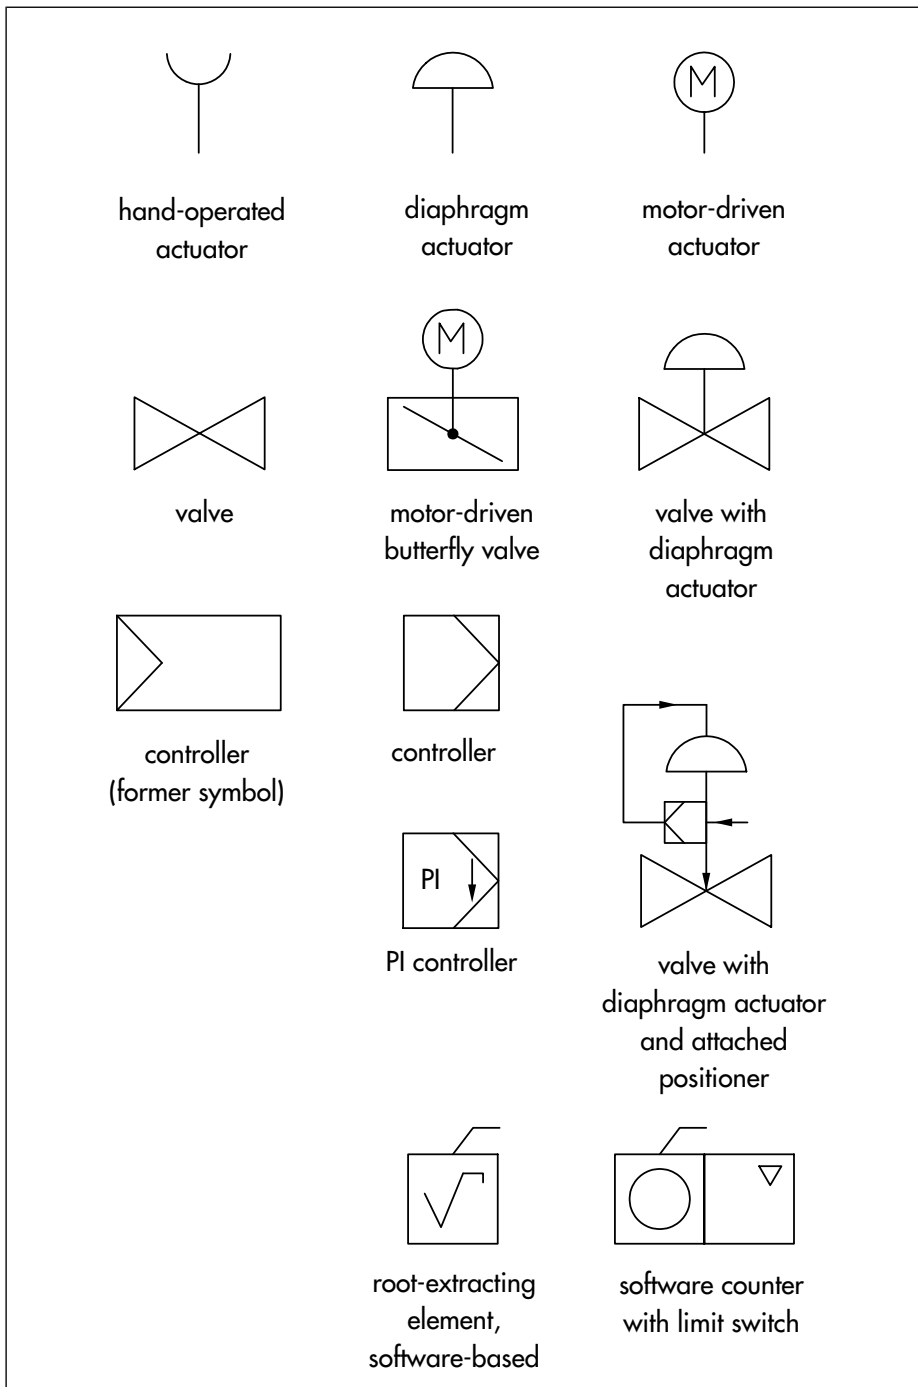 M
hand-operated
actuator
diaphragm
actuator
motor-driven
actuator
M
valve
motor-driven
butterfly valve
valve with
diaphragm
actuator
controller
(former symbol)
controller
PI
PI controller
valve with
diaphragm actuator
and attached
positioner
root-extracting
element,
software-based
software counter
with limit switch